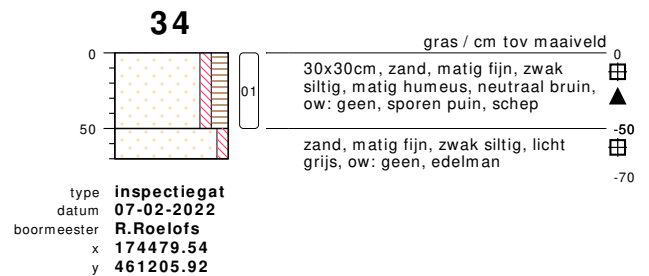 34
gras / cm tov maaiveld
0
0
30x30cm, zand, matig fijn, zwak
siltig, matig humeus, neutraal bruin,
ow: geen, sporen puin, schep
01
50
-50
zand, matig fijn, zwak siltig, licht
grijs, ow: geen, edelman
-70
type inspectiegat
datum 07-02-2022
boormeester R.Roelofs
x 174479.54
y 461205.92